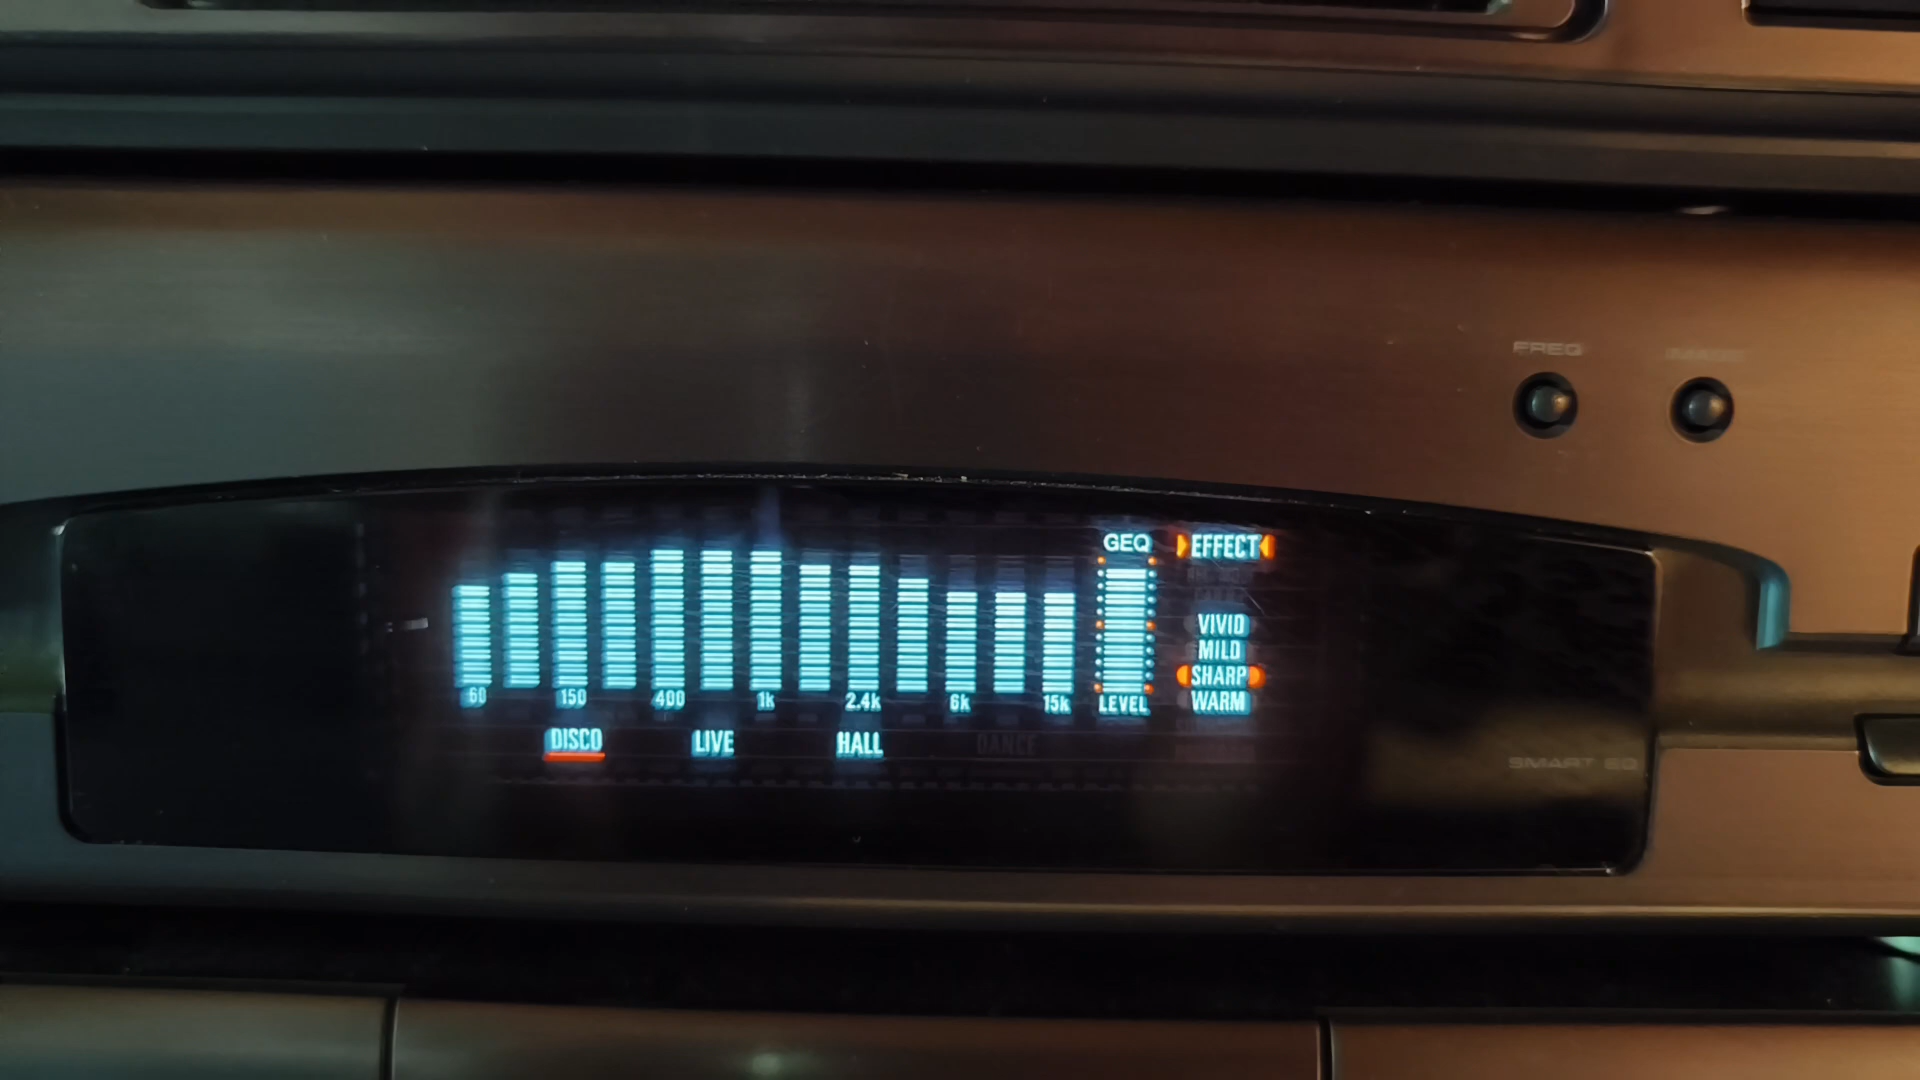 FREQ IMAGE
GEQ EFFECT
VIVID
MILD
SHARP
60 150 400 1k 2.4k 6k 15k LEVEL WARM
DISCO LIVE HALL DANCE
SMART EQ